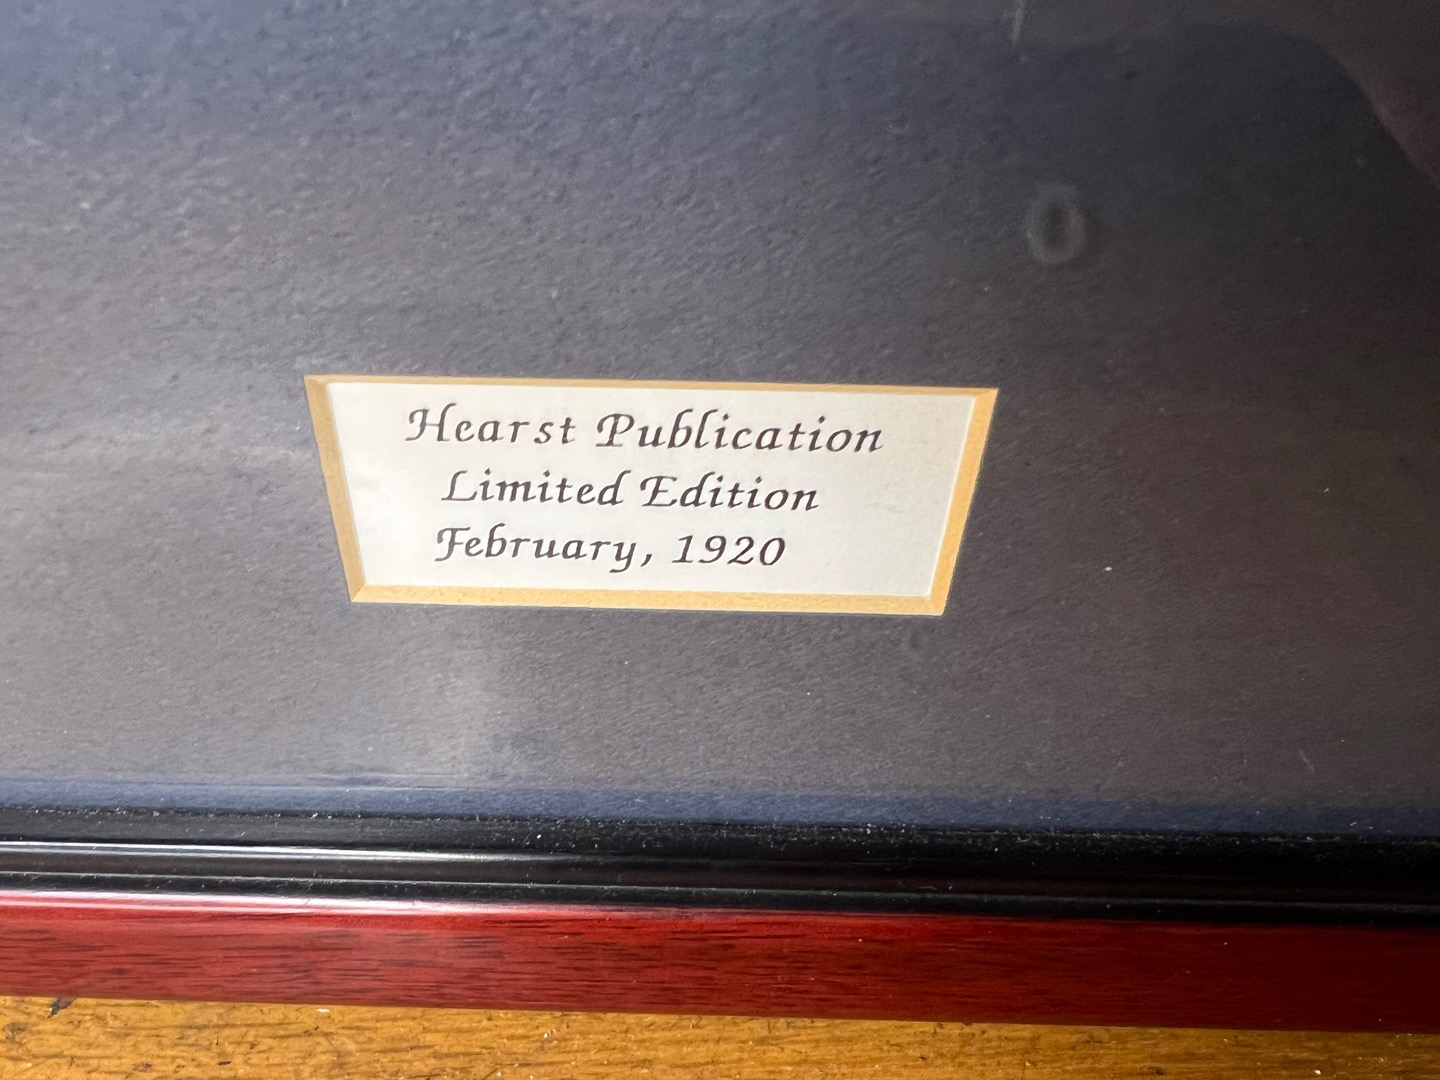 Hearst Publication
Limited Edition
February, 1920